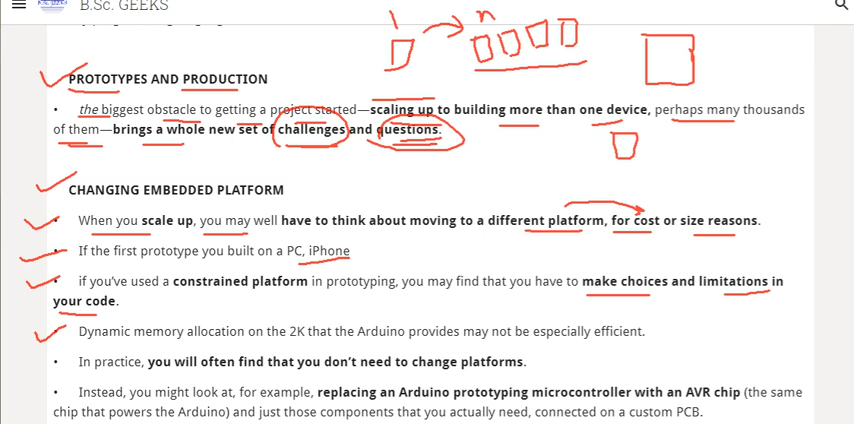 B.Sc. GEEKS
1
n
PROTOTYPES AND PRODUCTION
• the biggest obstacle to getting a project started—scaling up to building more than one device, perhaps many thousands
of them—brings a whole new set of challenges and questions.
CHANGING EMBEDDED PLATFORM
• When you scale up, you may well have to think about moving to a different platform, for cost or size reasons.
• If the first prototype you built on a PC, iPhone
• if you’ve used a constrained platform in prototyping, you may find that you have to make choices and limitations in
your code.
• Dynamic memory allocation on the 2K that the Arduino provides may not be especially efficient.
• In practice, you will often find that you don’t need to change platforms.
• Instead, you might look at, for example, replacing an Arduino prototyping microcontroller with an AVR chip (the same
chip that powers the Arduino) and just those components that you actually need, connected on a custom PCB.